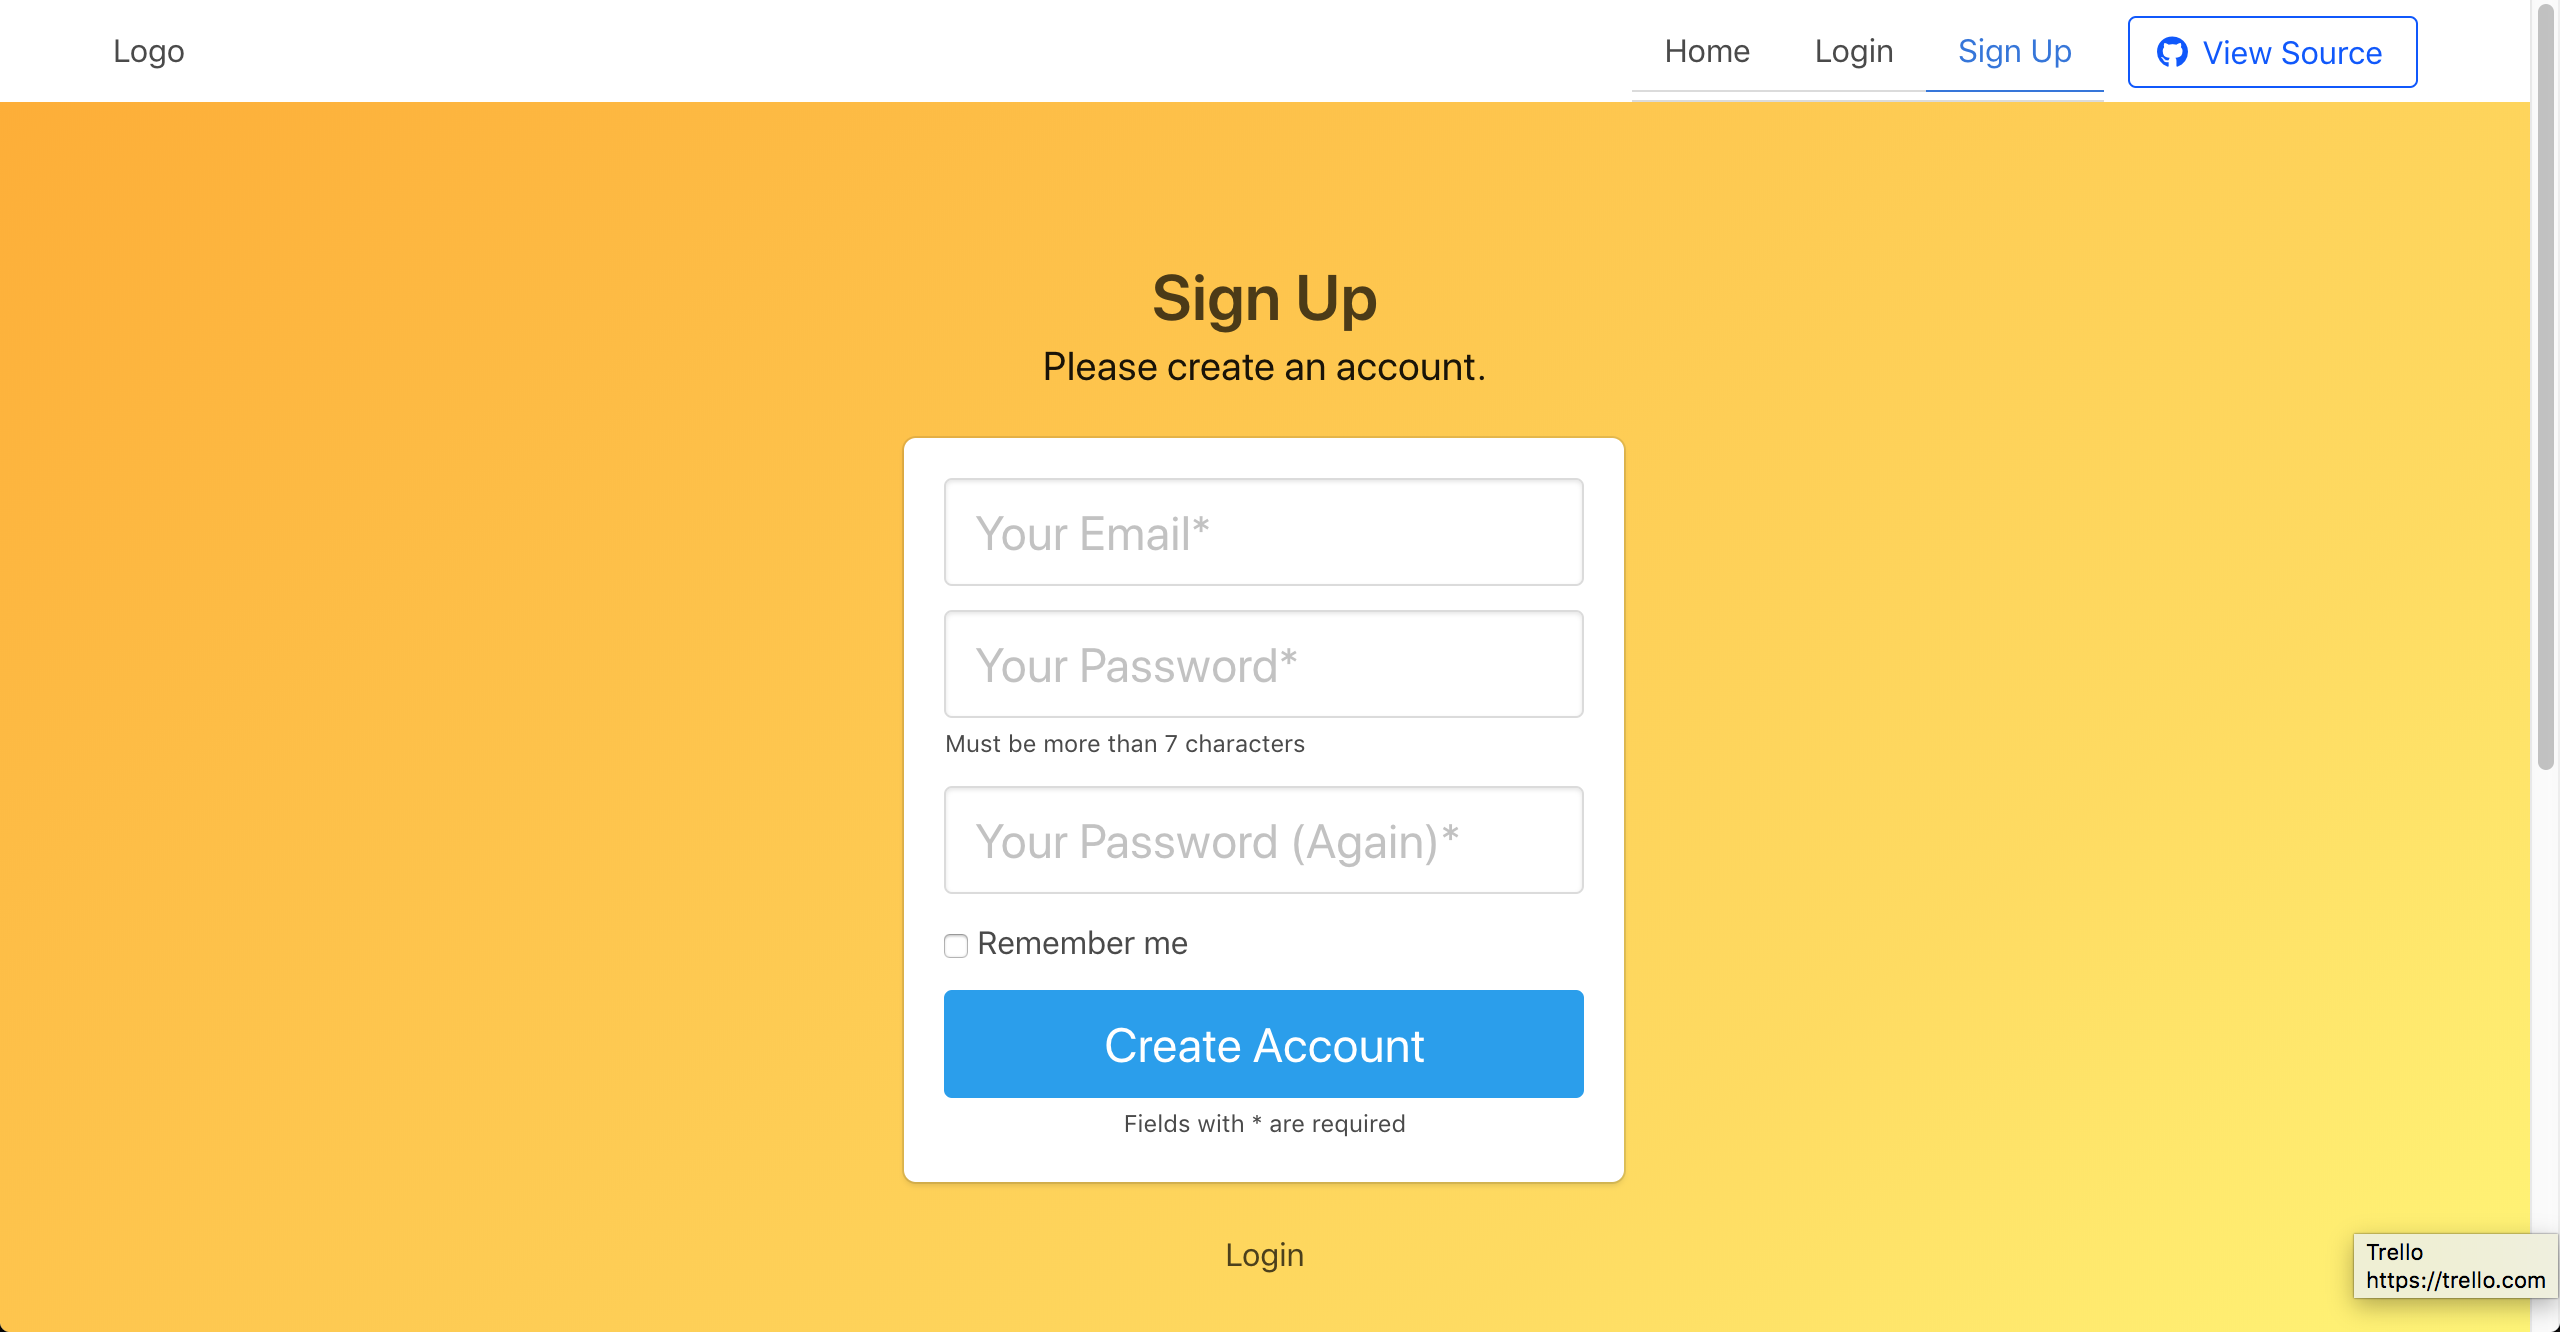 Logo
Home
Login
Sign Up
View Source
Sign Up
Please create an account.
Your Email*
Your Password*
Must be more than 7 characters
Your Password (Again)*
Remember me
Create Account
Fields with * are required
Login
Trello
https://trello.com